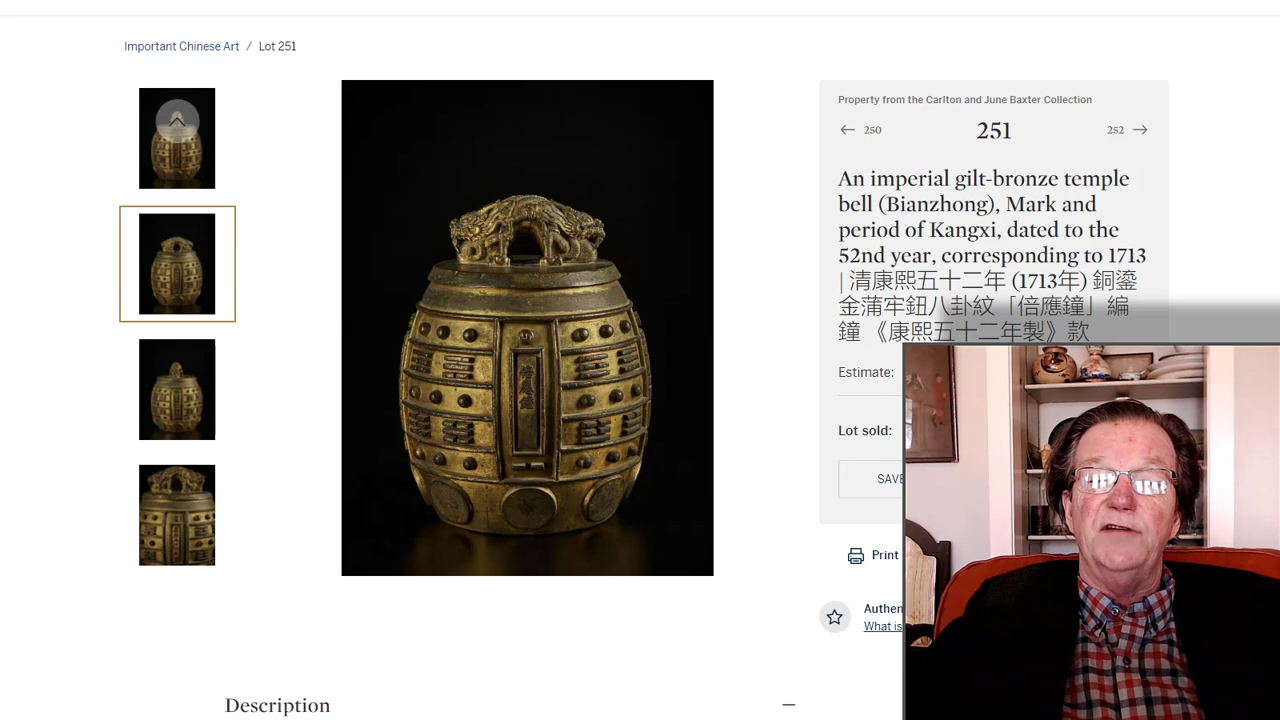 Important Chinese Art / Lot 251
Property from the Carlton and June Baxter Collection
← 250
251
252 →
An imperial gilt-bronze temple
bell (Bianzhong), Mark and
period of Kangxi, dated to the
52nd year, corresponding to 1713
| 清康熙五十二年 (1713年) 銅鎏
金蒲牢鈕八卦紋「倍應鐘」編
鐘 《康熙五十二年製》款
Estimate:
Lot sold:
SAVE
Print
Authen
What is
倍應鐘
Description